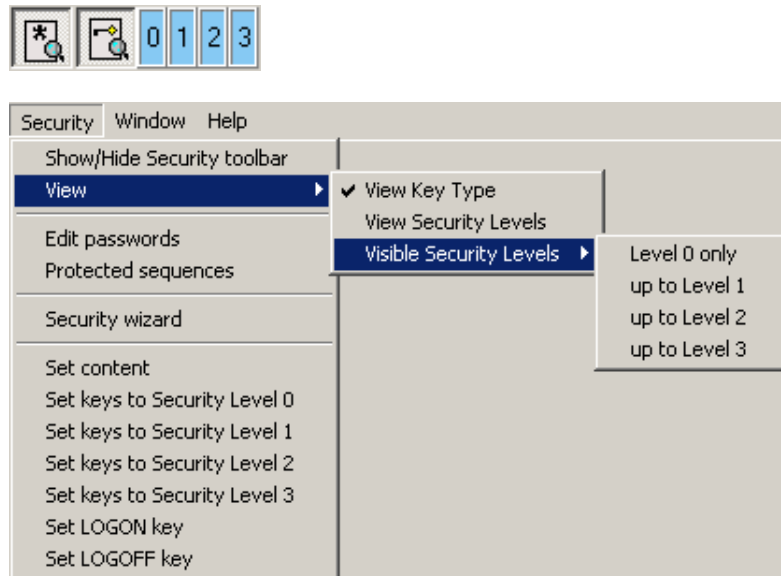 * 0 1 2 3
Security Window Help
Show/Hide Security toolbar
View
View Key Type
View Security Levels
Visible Security Levels
Level 0 only
up to Level 1
up to Level 2
up to Level 3
Edit passwords
Protected sequences
Security wizard
Set content
Set keys to Security Level 0
Set keys to Security Level 1
Set keys to Security Level 2
Set keys to Security Level 3
Set LOGON key
Set LOGOFF key